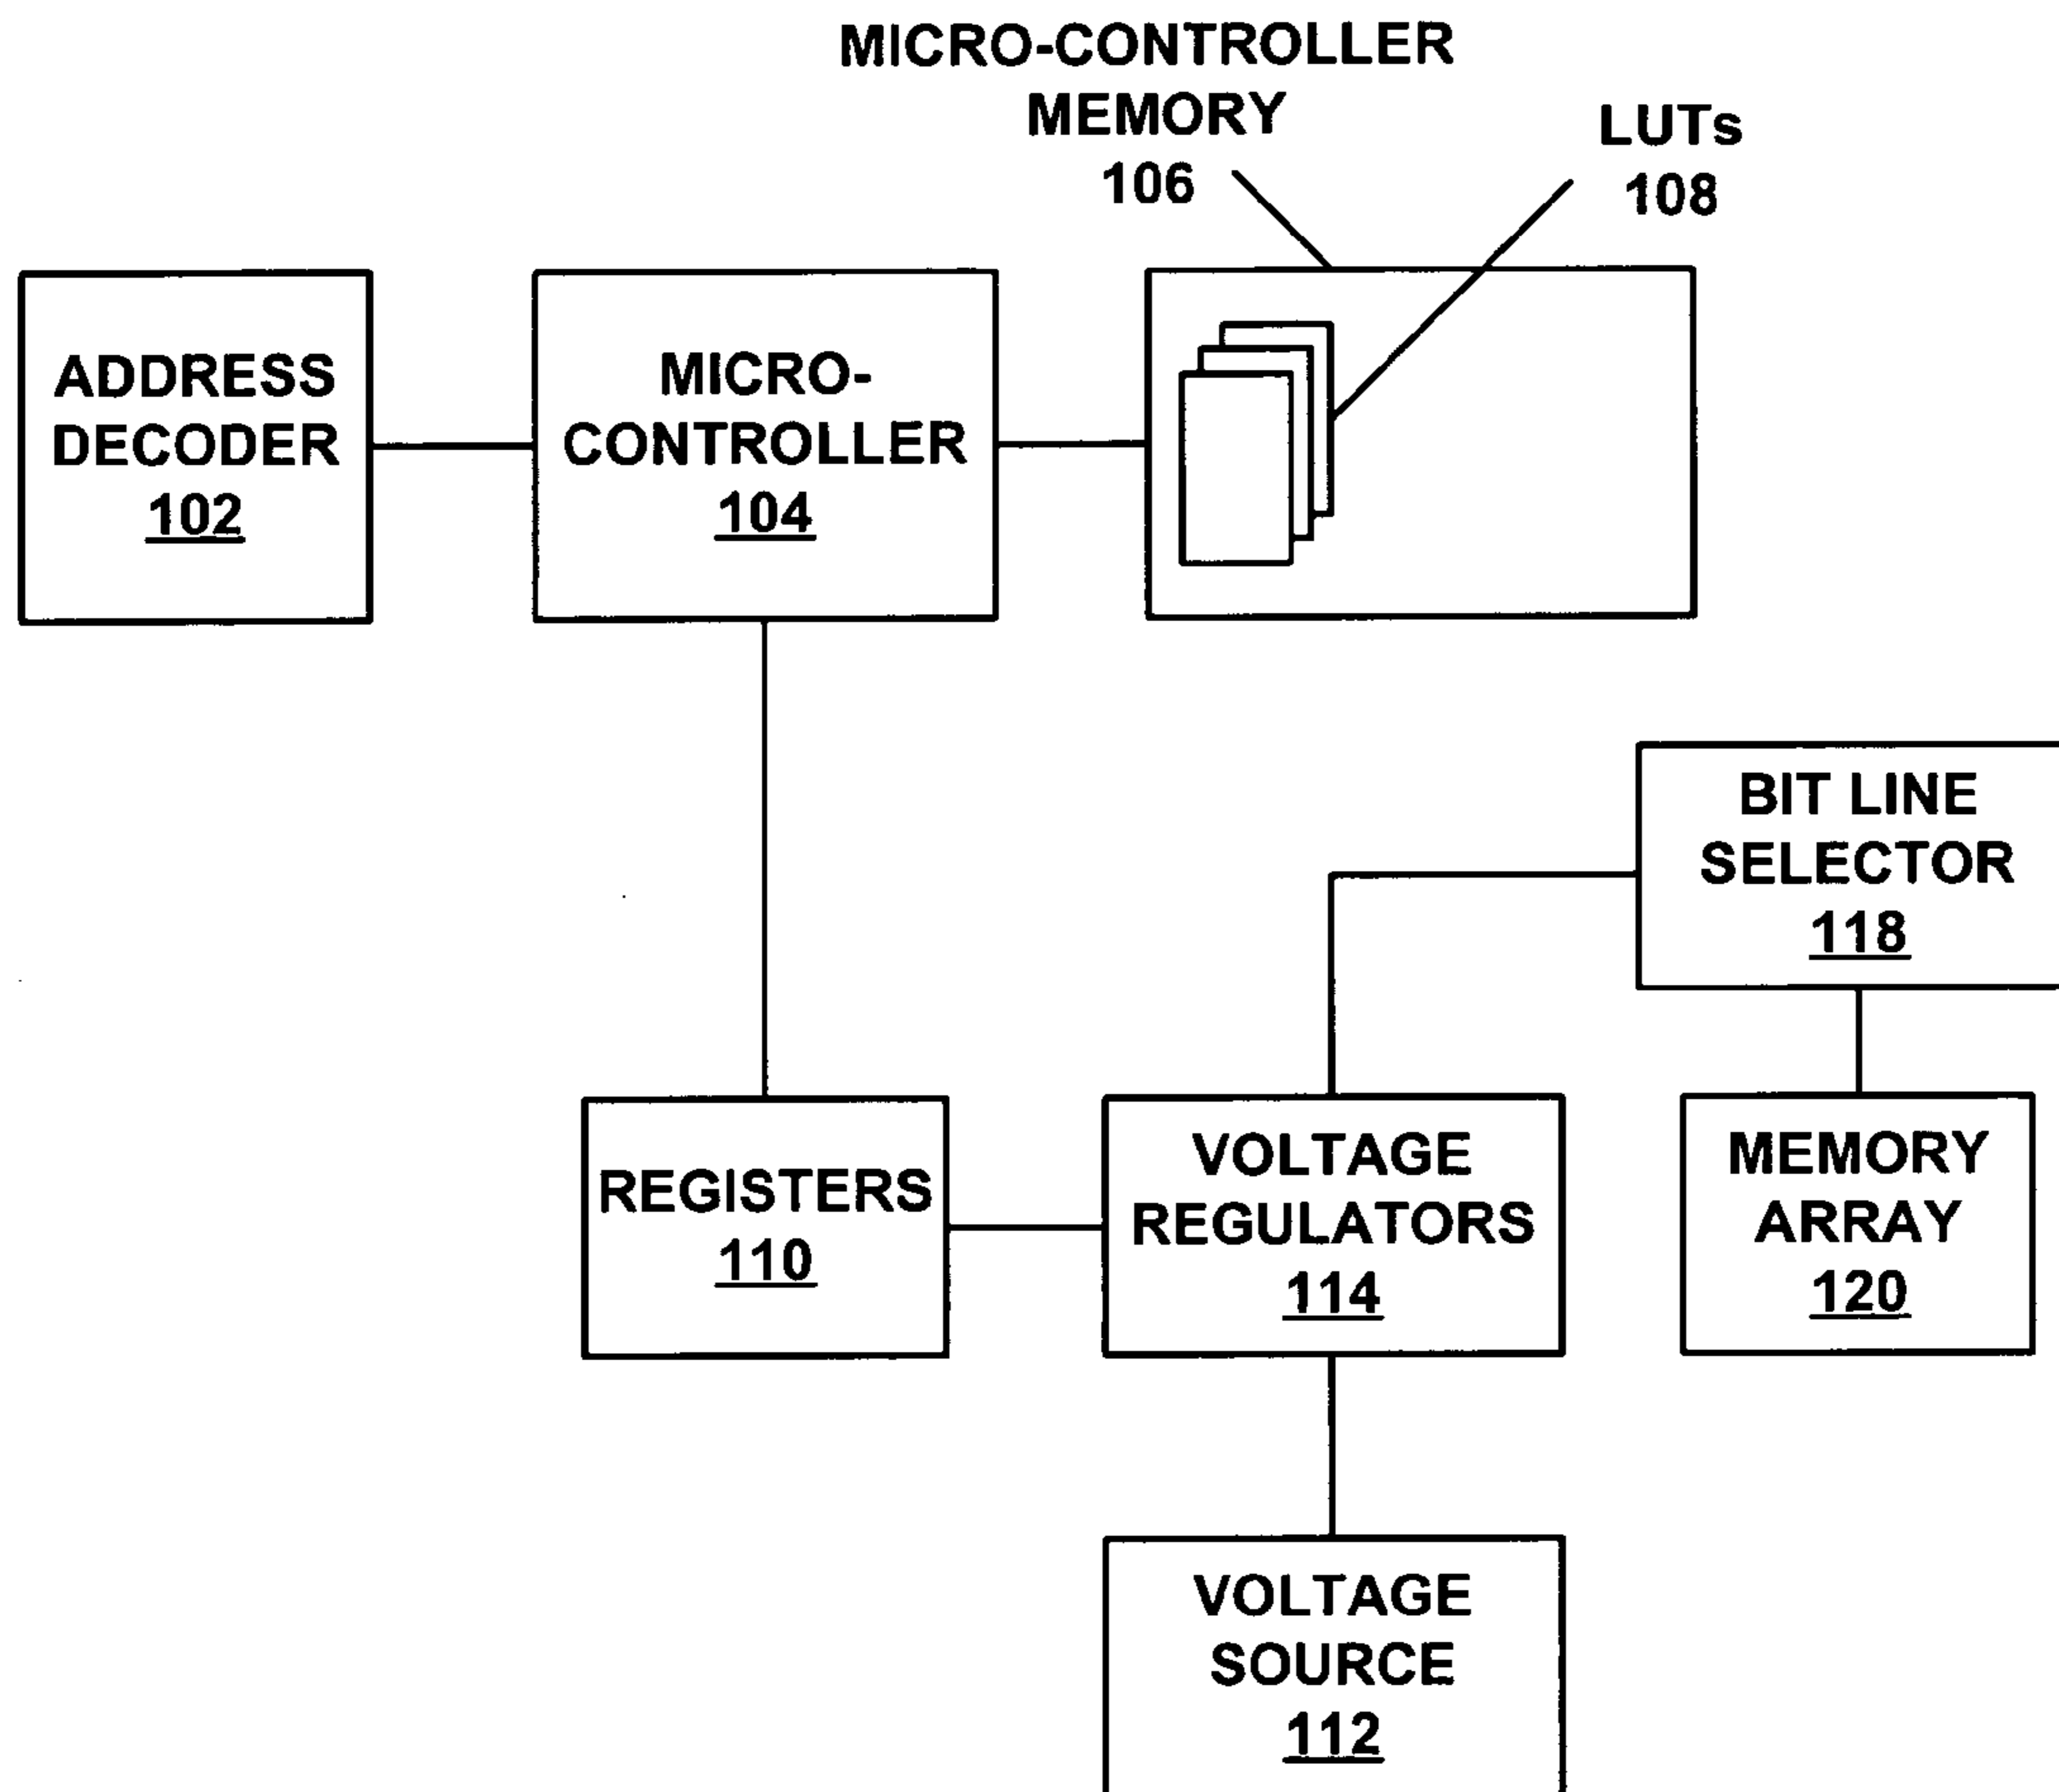 MICRO-CONTROLLER
MEMORY
106
LUTs
108
ADDRESS
DECODER
102
MICRO-
CONTROLLER
104
BIT LINE
SELECTOR
118
REGISTERS
110
VOLTAGE
REGULATORS
114
MEMORY
ARRAY
120
VOLTAGE
SOURCE
112